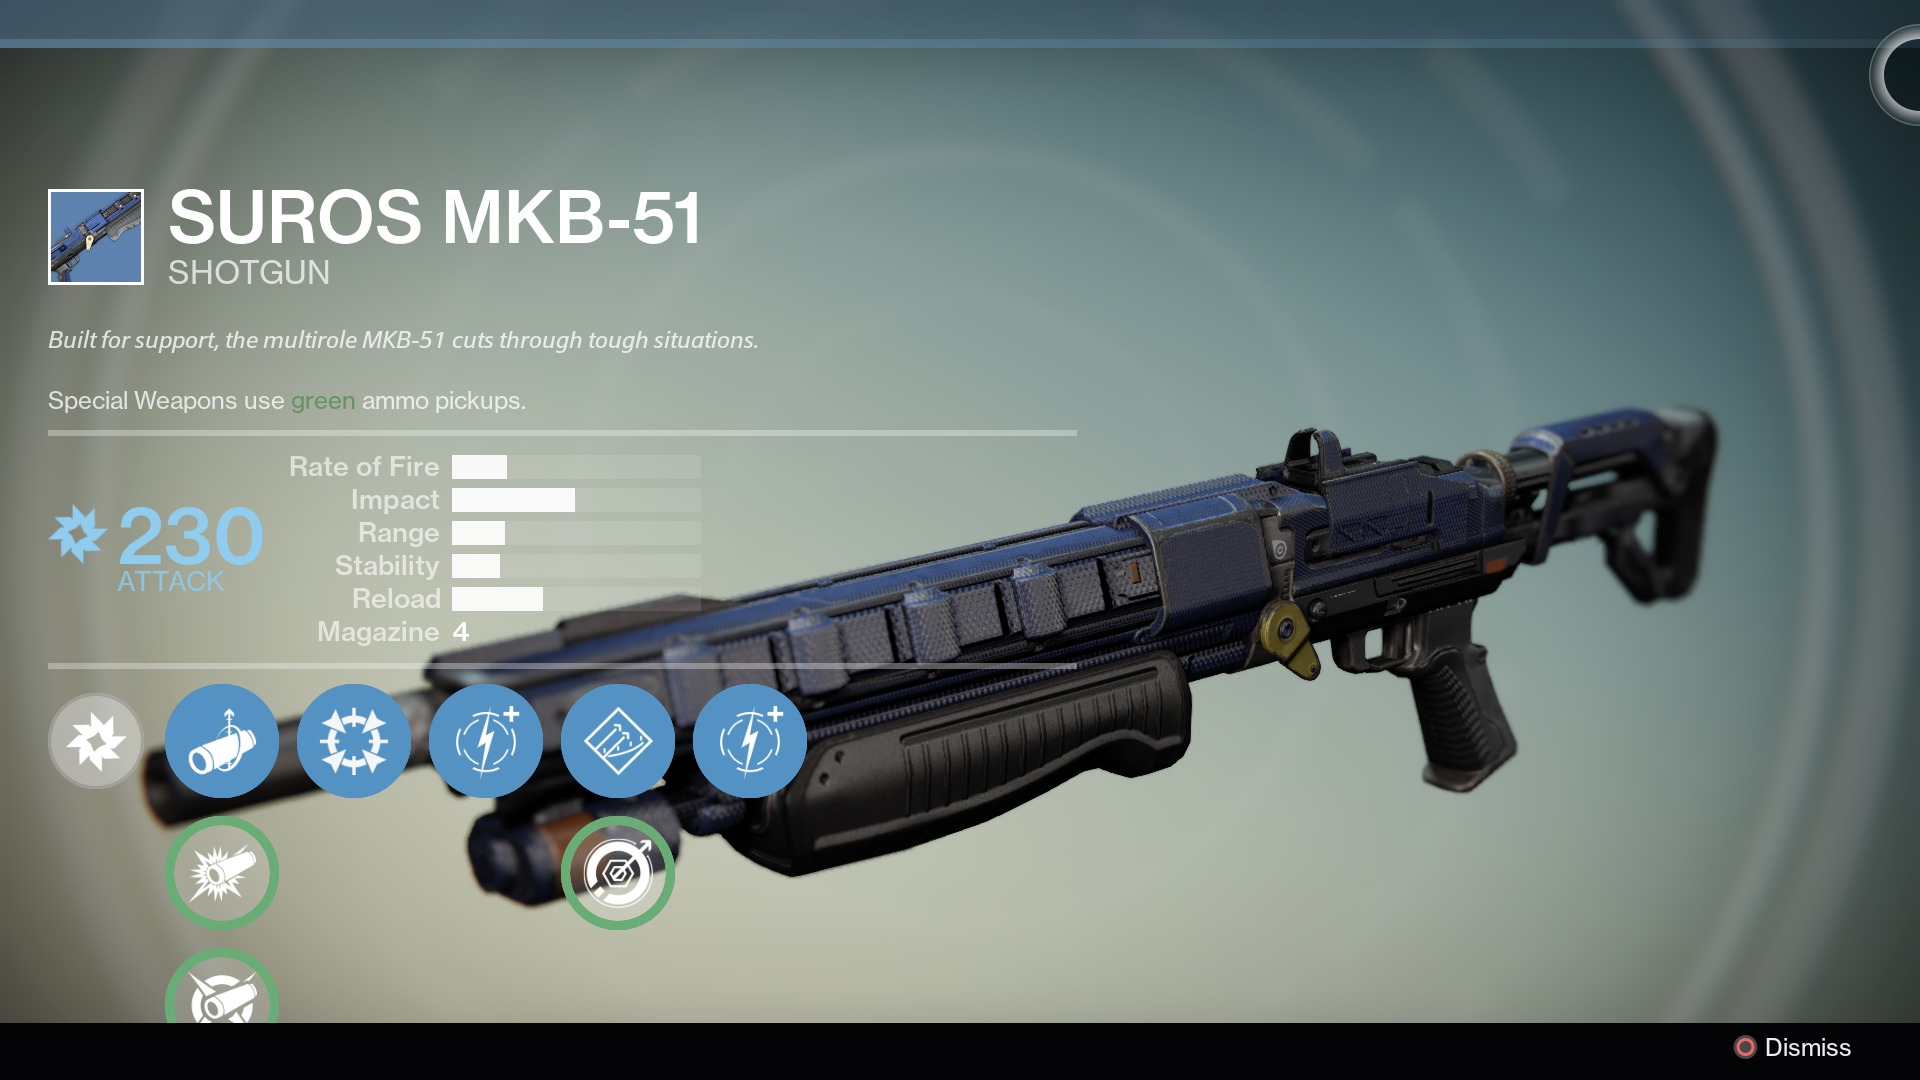 SUROS MKB-51
SHOTGUN
Built for support, the multirole MKB-51 cuts through tough situations.
Special Weapons use green ammo pickups.
230
ATTACK
Rate of Fire
Impact
Range
Stability
Reload
Magazine 4
Dismiss